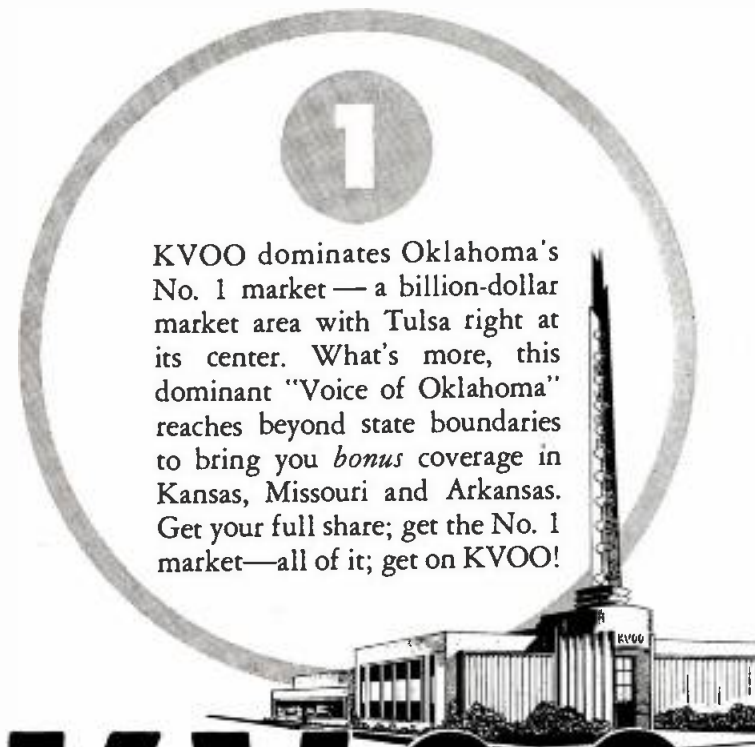 1
KVOO dominates Oklahoma's
No. 1 market — a billion-dollar
market area with Tulsa right at
its center. What's more, this
dominant "Voice of Oklahoma"
reaches beyond state boundaries
to bring you bonus coverage in
Kansas, Missouri and Arkansas.
Get your full share; get the No. 1
market—all of it; get on KVOO!
KVOO